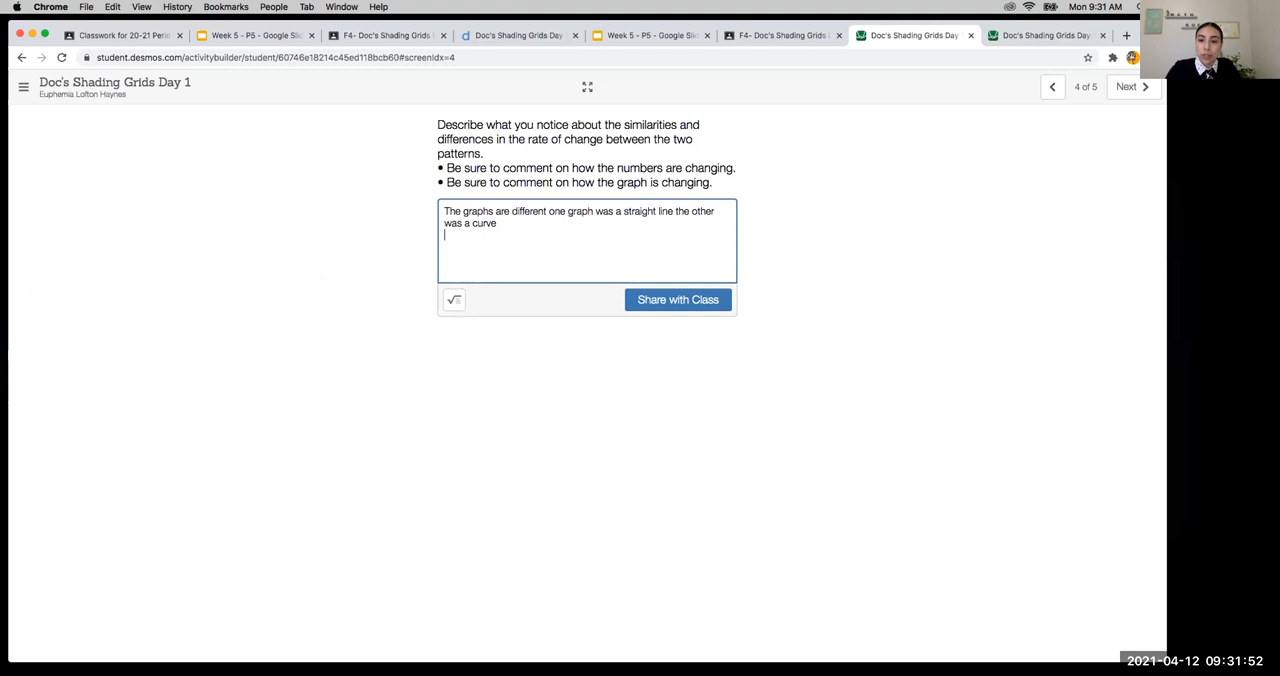 Chrome File Edit View History Bookmarks People Tab Window Help Mon 9:31 AM
Classwork for 20-21 Perio Week 5 - P5 - Google Slid F4- Doc's Shading Grids Doc's Shading Grids Day Week 5 - P5 - Google Slid F4- Doc's Shading Grids Doc's Shading Grids Day Doc's Shading Grids Day
student.desmos.com/activitybuilder/student/60746e18214c45ed118bcb60#screenIdx=4
Doc's Shading Grids Day 1
Euphemia Lofton Haynes
4 of 5 Next
Describe what you notice about the similarities and
differences in the rate of change between the two
patterns.
• Be sure to comment on how the numbers are changing.
• Be sure to comment on how the graph is changing.
The graphs are different one graph was a straight line the other
was a curve
Share with Class
2021-04-12 09:31:52